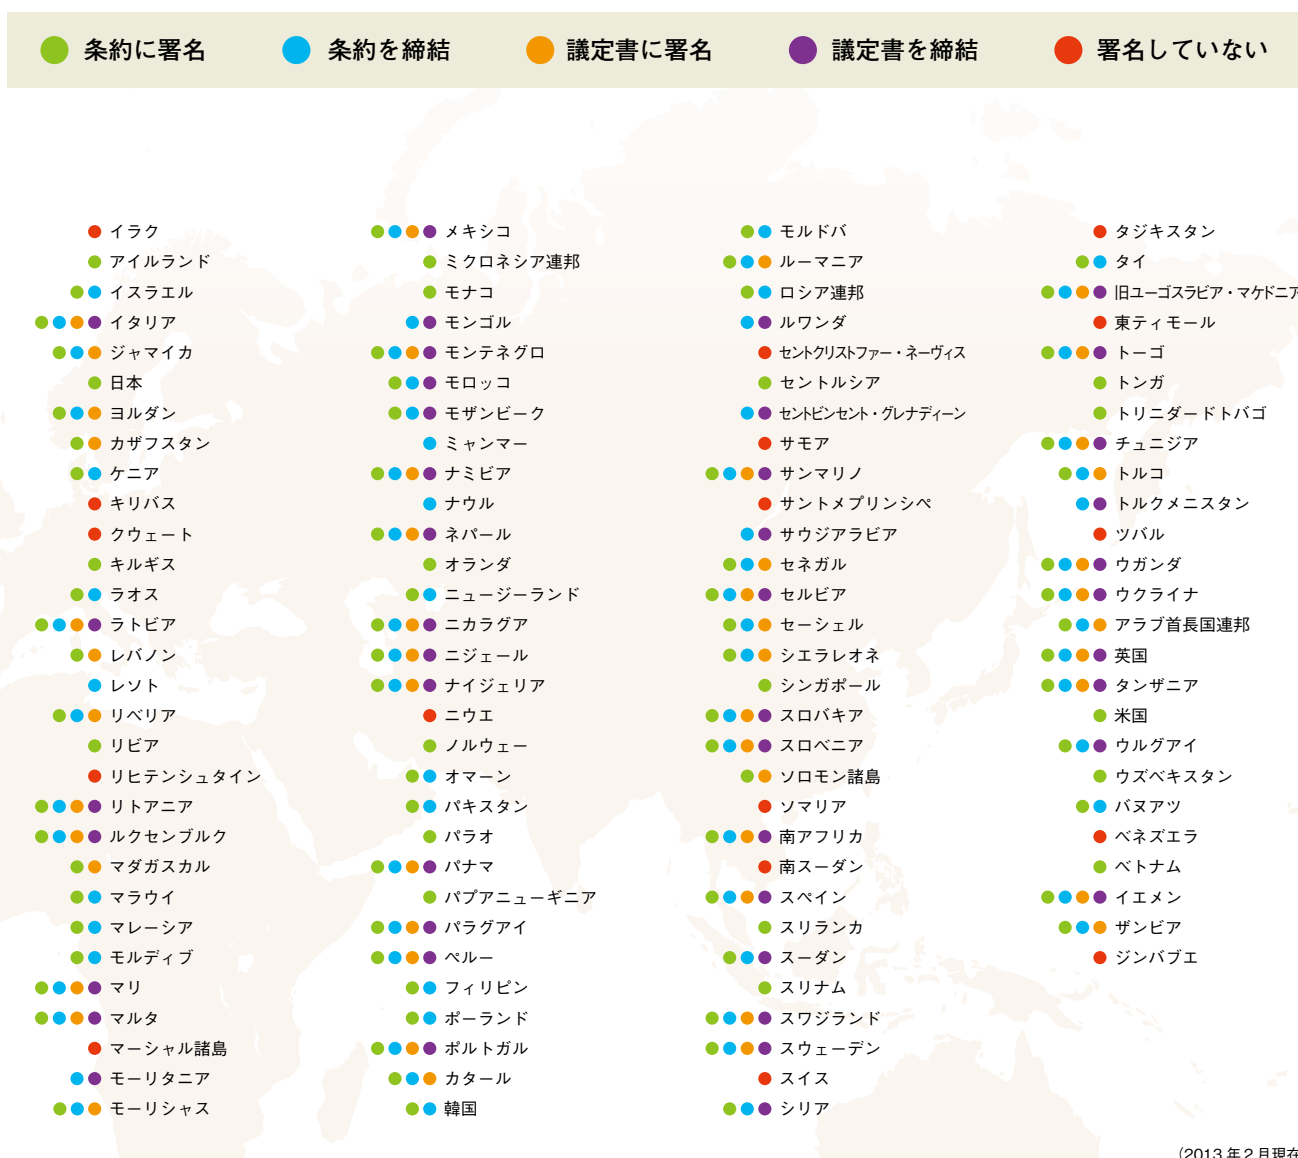 条約に署名 条約を締結 議定書に署名 議定書を締結 署名していない
イラク
アイルランド
イスラエル
イタリア
ジャマイカ
日本
ヨルダン
カザフスタン
ケニア
キリバス
クウェート
キルギス
ラオス
ラトビア
レバノン
レソト
リベリア
リビア
リヒテンシュタイン
リトアニア
ルクセンブルク
マダガスカル
マラウイ
マレーシア
モルディブ
マリ
マルタ
マーシャル諸島
モーリタニア
モーリシャス
メキシコ
ミクロネシア連邦
モナコ
モンゴル
モンテネグロ
モロッコ
モザンビーク
ミャンマー
ナミビア
ナウル
ネパール
オランダ
ニュージーランド
ニカラグア
ニジェール
ナイジェリア
ニウエ
ノルウェー
オマーン
パキスタン
パラオ
パナマ
パプアニューギニア
パラグアイ
ペルー
フィリピン
ポーランド
ポルトガル
カタール
韓国
モルドバ
ルーマニア
ロシア連邦
ルワンダ
セントクリストファー・ネーヴィス
セントルシア
セントビンセント・グレナディーン
サモア
サンマリノ
サントメプリンシペ
サウジアラビア
セネガル
セルビア
セーシェル
シエラレオネ
シンガポール
スロバキア
スロベニア
ソロモン諸島
ソマリア
南アフリカ
南スーダン
スペイン
スリランカ
スーダン
スリナム
スワジランド
スウェーデン
スイス
シリア
タジキスタン
タイ
旧ユーゴスラビア・マケドニア
東ティモール
トーゴ
トンガ
トリニダードトバゴ
チュニジア
トルコ
トルクメニスタン
ツバル
ウガンダ
ウクライナ
アラブ首長国連邦
英国
タンザニア
米国
ウルグアイ
ウズベキスタン
バヌアツ
ベネズエラ
ベトナム
イエメン
ザンビア
ジンバブエ
(2013年2月現在